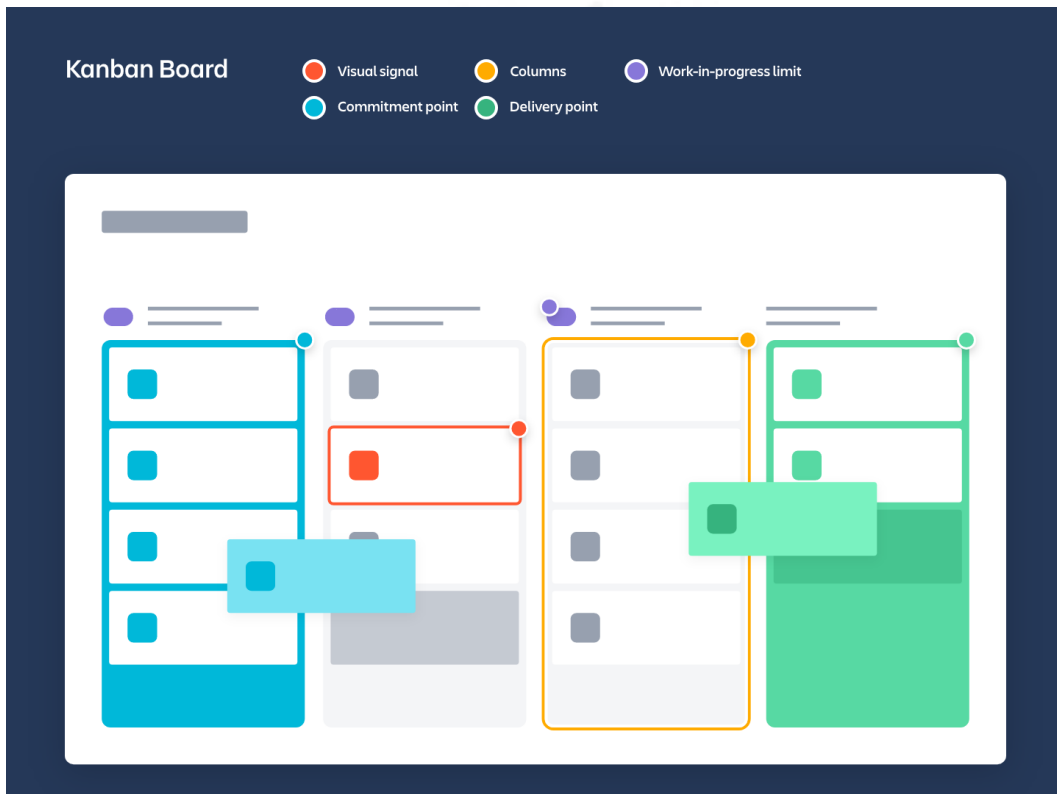 Kanban Board
Visual signal
Columns
Work-in-progress limit
Commitment point
Delivery point